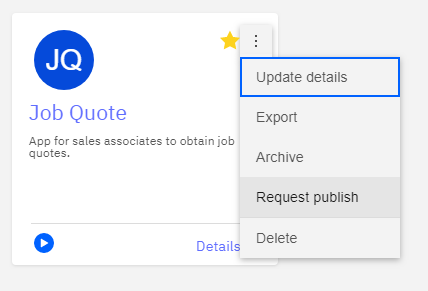 JQ
Job Quote
App for sales associates to obtain job
quotes.
Details
Update details
Export
Archive
Request publish
Delete